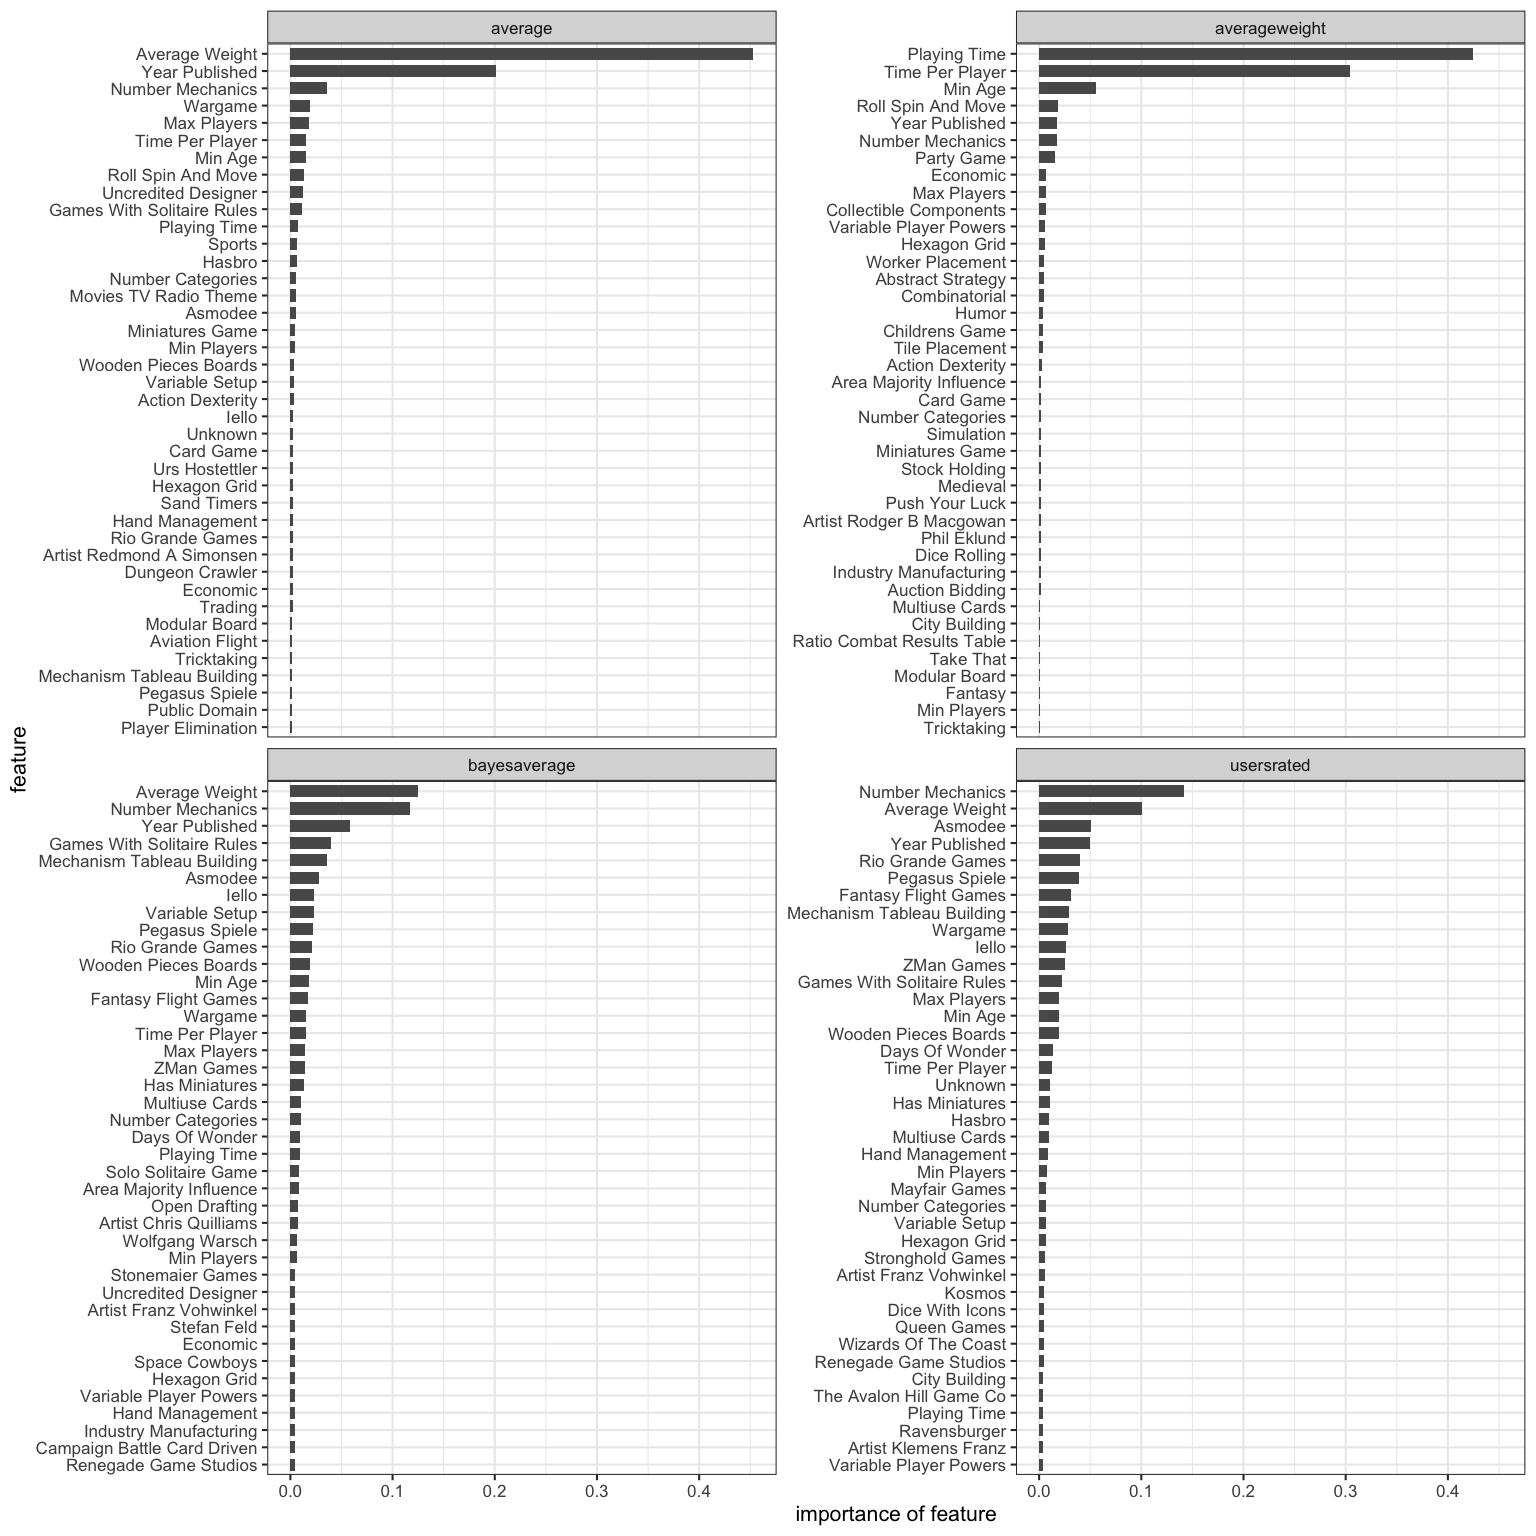 average
Average Weight
Year Published
Number Mechanics
Wargame
Max Players
Time Per Player
Min Age
Roll Spin And Move
Uncredited Designer
Games With Solitaire Rules
Playing Time
Sports
Hasbro
Number Categories
Movies TV Radio Theme
Asmodee
Miniatures Game
Min Players
Wooden Pieces Boards
Variable Setup
Action Dexterity
Iello
Unknown
Card Game
Urs Hostettler
Hexagon Grid
Sand Timers
Hand Management
Rio Grande Games
Artist Redmond A Simonsen
Dungeon Crawler
Economic
Trading
Modular Board
Aviation Flight
Tricktaking
Mechanism Tableau Building
Pegasus Spiele
Public Domain
Player Elimination
averageweight
Playing Time
Time Per Player
Min Age
Roll Spin And Move
Year Published
Number Mechanics
Party Game
Economic
Max Players
Collectible Components
Variable Player Powers
Hexagon Grid
Worker Placement
Abstract Strategy
Combinatorial
Humor
Childrens Game
Tile Placement
Action Dexterity
Area Majority Influence
Card Game
Number Categories
Simulation
Miniatures Game
Stock Holding
Medieval
Push Your Luck
Artist Rodger B Macgowan
Phil Eklund
Dice Rolling
Industry Manufacturing
Auction Bidding
Multiuse Cards
City Building
Ratio Combat Results Table
Take That
Modular Board
Fantasy
Min Players
Tricktaking
feature
bayesaverage
Average Weight
Number Mechanics
Year Published
Games With Solitaire Rules
Mechanism Tableau Building
Asmodee
Iello
Variable Setup
Pegasus Spiele
Rio Grande Games
Wooden Pieces Boards
Min Age
Fantasy Flight Games
Wargame
Time Per Player
Max Players
ZMan Games
Has Miniatures
Multiuse Cards
Number Categories
Days Of Wonder
Playing Time
Solo Solitaire Game
Area Majority Influence
Open Drafting
Artist Chris Quilliams
Wolfgang Warsch
Min Players
Stonemaier Games
Uncredited Designer
Artist Franz Vohwinkel
Stefan Feld
Economic
Space Cowboys
Hexagon Grid
Variable Player Powers
Hand Management
Industry Manufacturing
Campaign Battle Card Driven
Renegade Game Studios
0.0 0.1 0.2 0.3 0.4
usersrated
Number Mechanics
Average Weight
Asmodee
Year Published
Rio Grande Games
Pegasus Spiele
Fantasy Flight Games
Mechanism Tableau Building
Wargame
Iello
ZMan Games
Games With Solitaire Rules
Max Players
Min Age
Wooden Pieces Boards
Days Of Wonder
Time Per Player
Unknown
Has Miniatures
Hasbro
Multiuse Cards
Hand Management
Min Players
Mayfair Games
Number Categories
Variable Setup
Hexagon Grid
Stronghold Games
Artist Franz Vohwinkel
Kosmos
Dice With Icons
Queen Games
Wizards Of The Coast
Renegade Game Studios
City Building
The Avalon Hill Game Co
Playing Time
Ravensburger
Artist Klemens Franz
Variable Player Powers
0.0 0.1 0.2 0.3 0.4
importance of feature